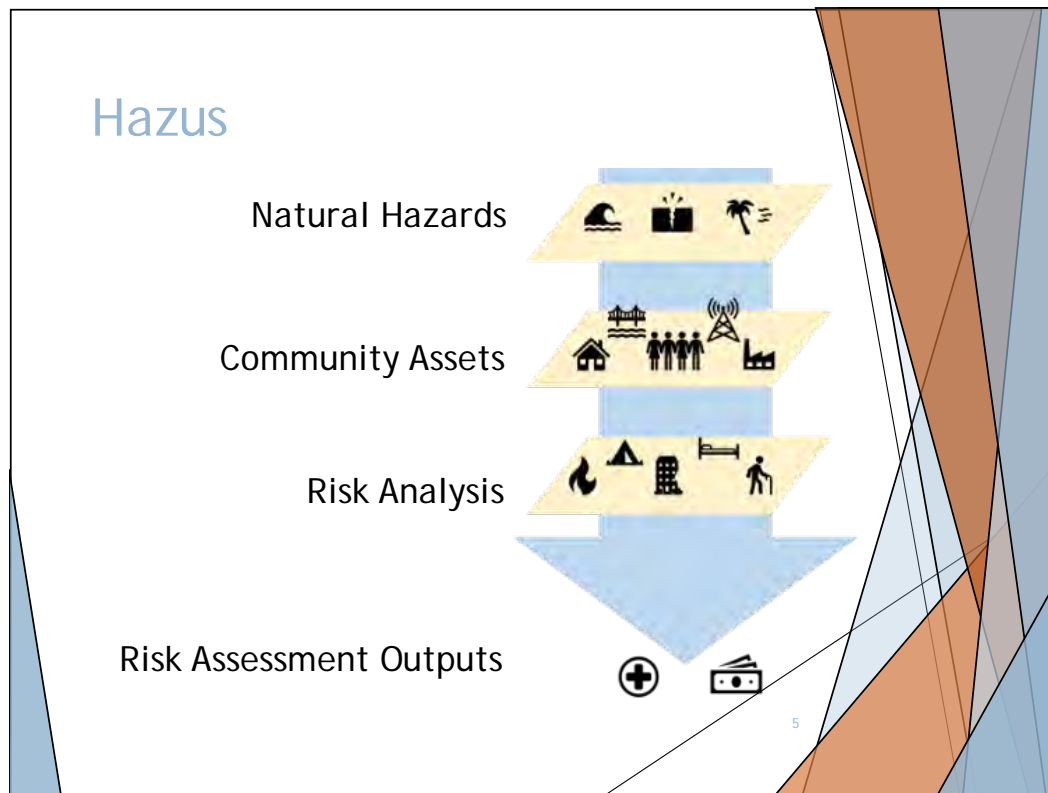 Hazus
Natural Hazards
Community Assets
Risk Analysis
Risk Assessment Outputs
5